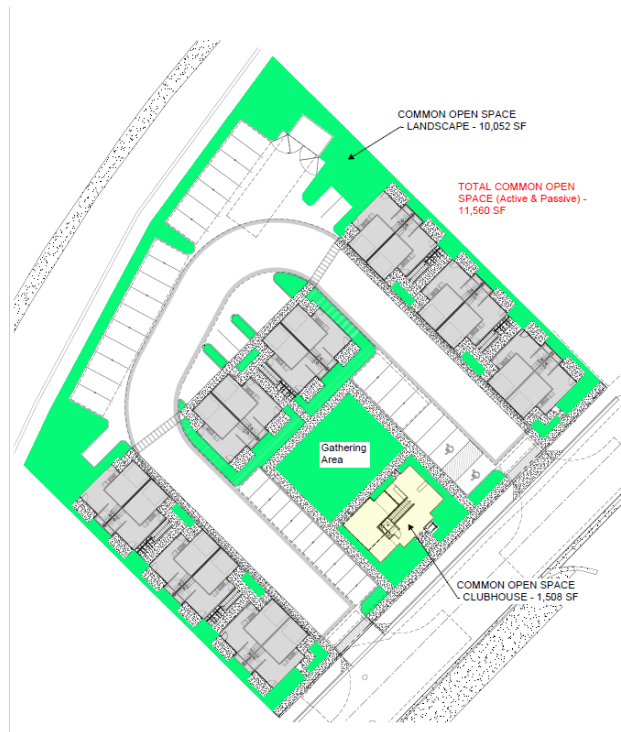 COMMON OPEN SPACE
- LANDSCAPE - 10,052 SF
TOTAL COMMON OPEN
SPACE (Active & Passive) -
11,560 SF
Gathering
Area
COMMON OPEN SPACE
- CLUBHOUSE - 1,508 SF